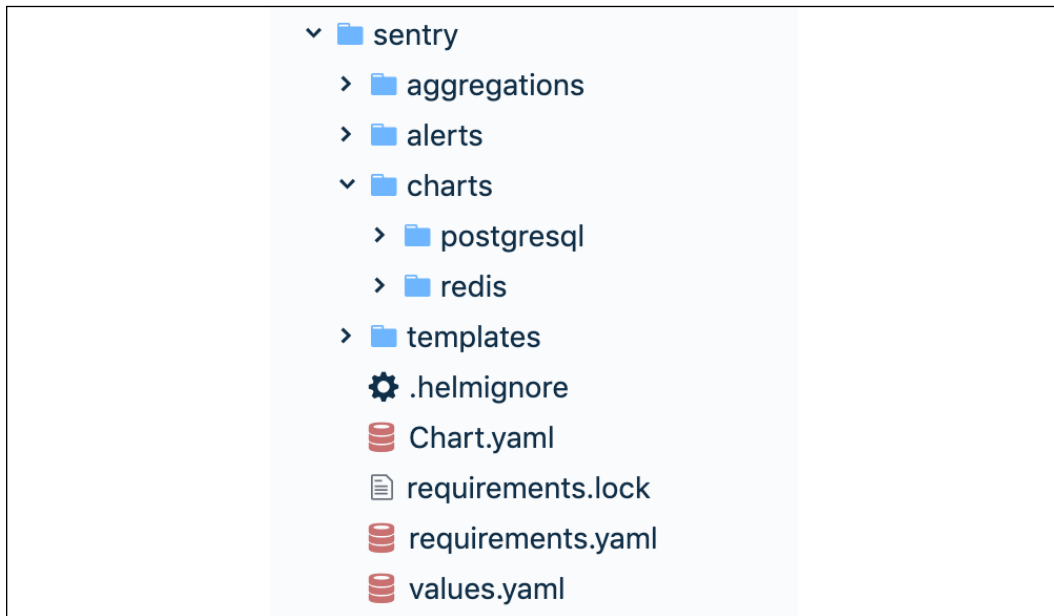 sentry
aggregations
alerts
charts
postgresql
redis
templates
.helmignore
Chart.yaml
requirements.lock
requirements.yaml
values.yaml